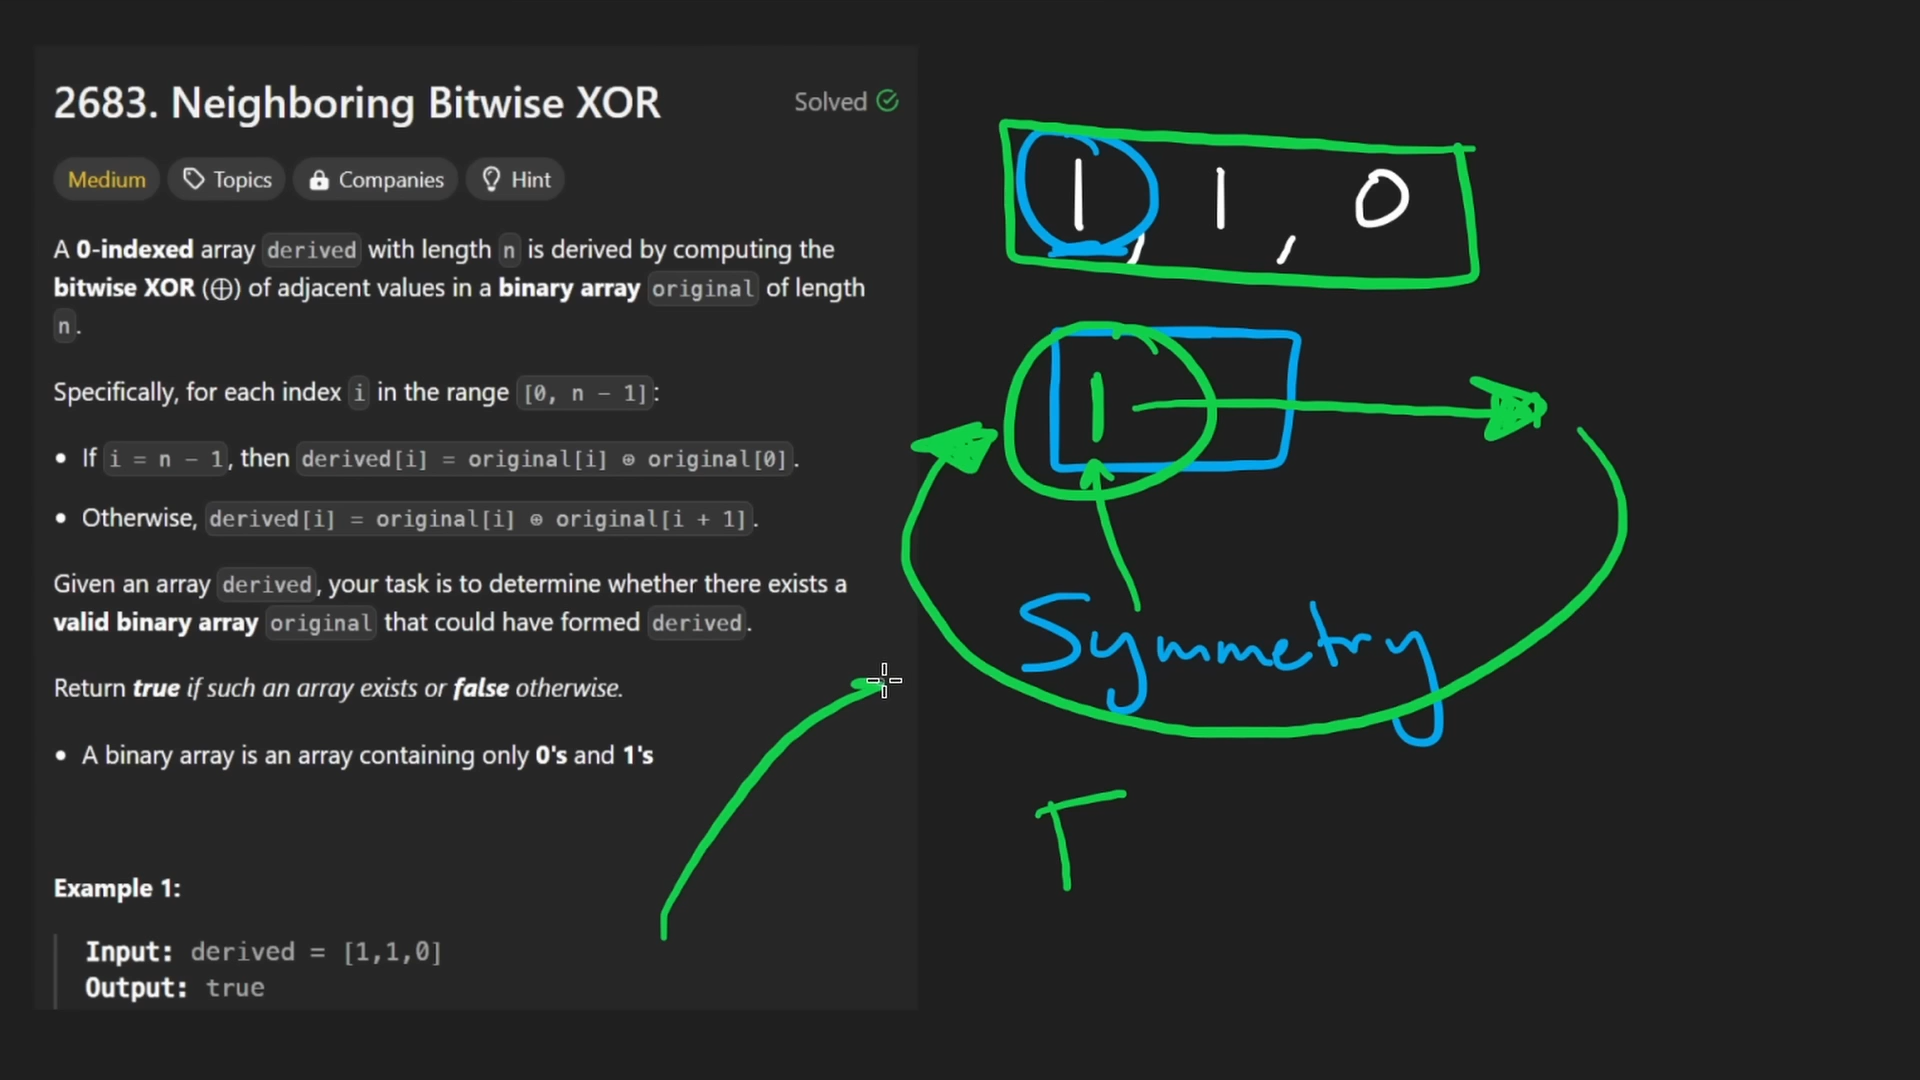 2683. Neighboring Bitwise XOR
Solved
Medium
Topics
Companies
Hint
A 0-indexed array derived with length n is derived by computing the
bitwise XOR (⊕) of adjacent values in a binary array original of length
n.
Specifically, for each index i in the range [0, n - 1]:
• If i = n - 1, then derived[i] = original[i] ⊕ original[0].
• Otherwise, derived[i] = original[i] ⊕ original[i + 1].
Given an array derived, your task is to determine whether there exists a
valid binary array original that could have formed derived.
Return true if such an array exists or false otherwise.
• A binary array is an array containing only 0's and 1's
Example 1:
Input: derived = [1,1,0]
Output: true
1, 1, 0
1
Symmetry
T